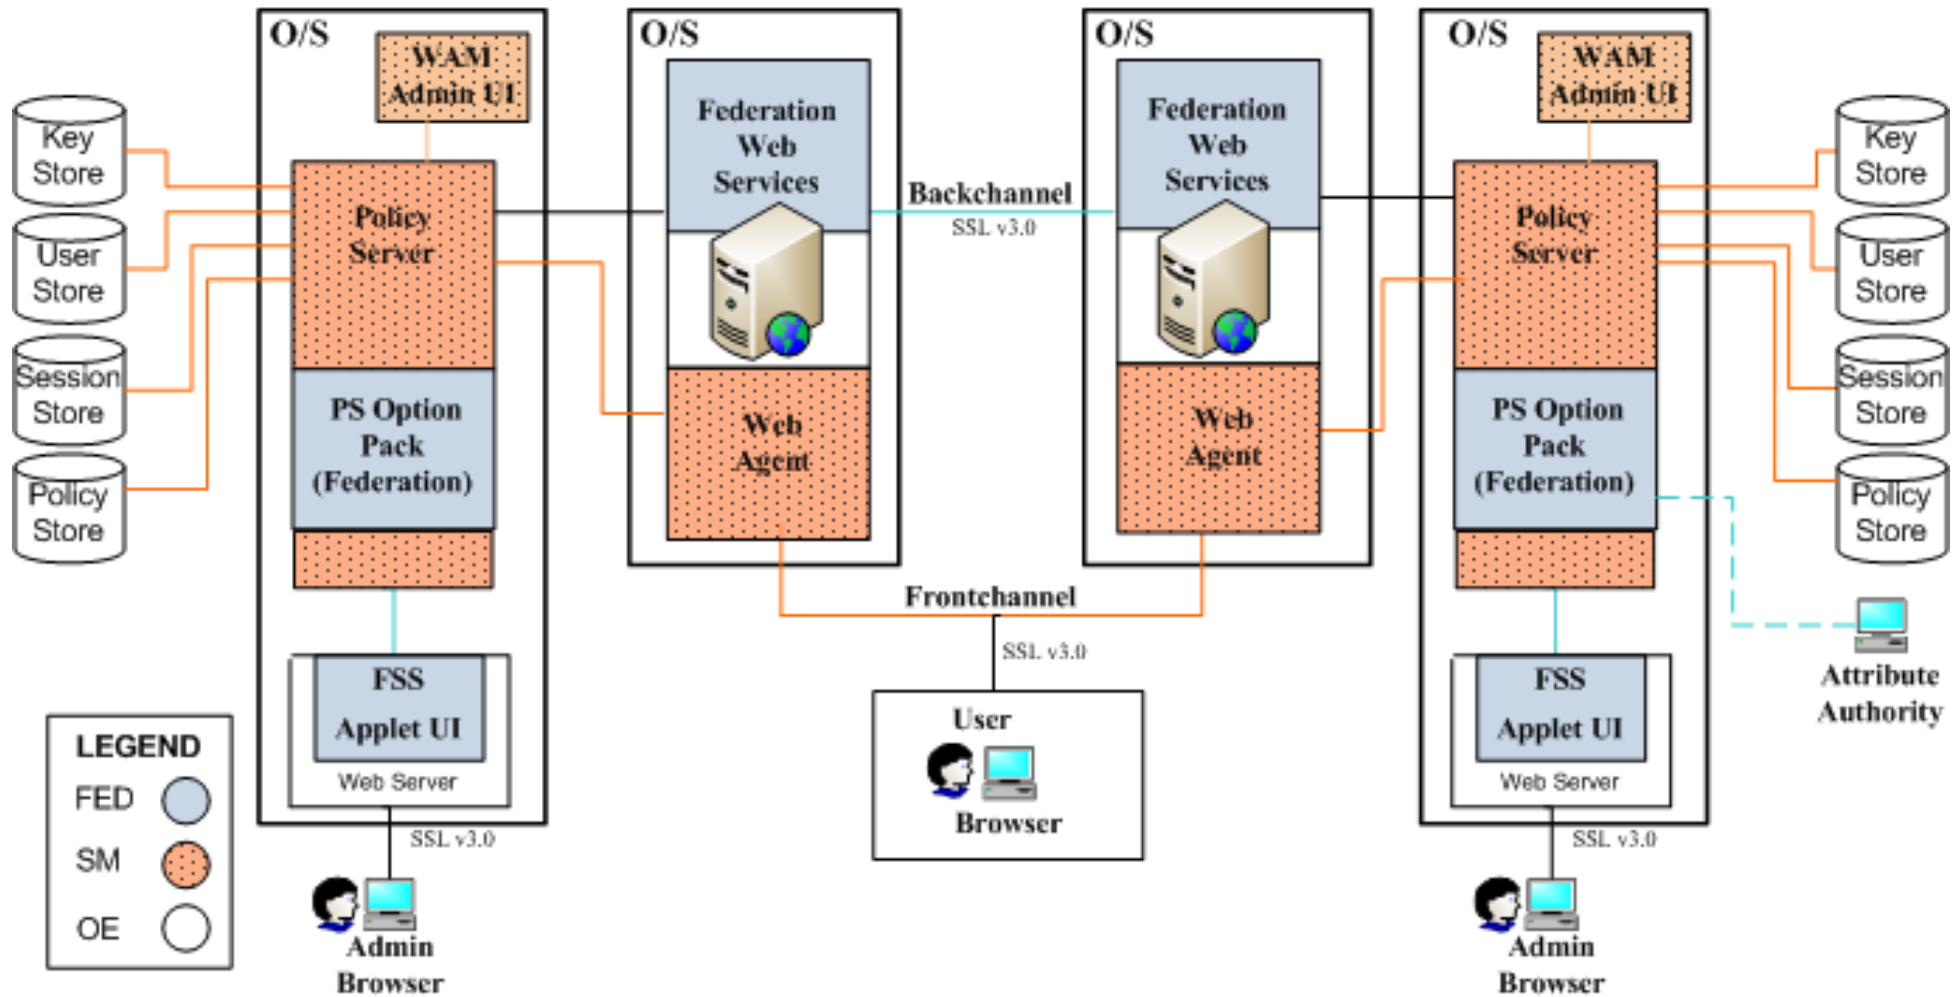 O/S
WAM
Admin UI
Key
Store
User
Store
Session
Store
Policy
Store
Policy
Server
PS Option
Pack
(Federation)
FSS
Applet UI
Web Server
SSL v3.0
Admin
Browser
LEGEND
FED
SM
OE
O/S
Federation
Web
Services
Web
Agent
Backchannel
SSL v3.0
Frontchannel
SSL v3.0
User
Browser
O/S
Federation
Web
Services
Web
Agent
O/S
WAM
Admin UI
Policy
Server
PS Option
Pack
(Federation)
FSS
Applet UI
Web Server
SSL v3.0
Admin
Browser
Key
Store
User
Store
Session
Store
Policy
Store
Attribute
Authority